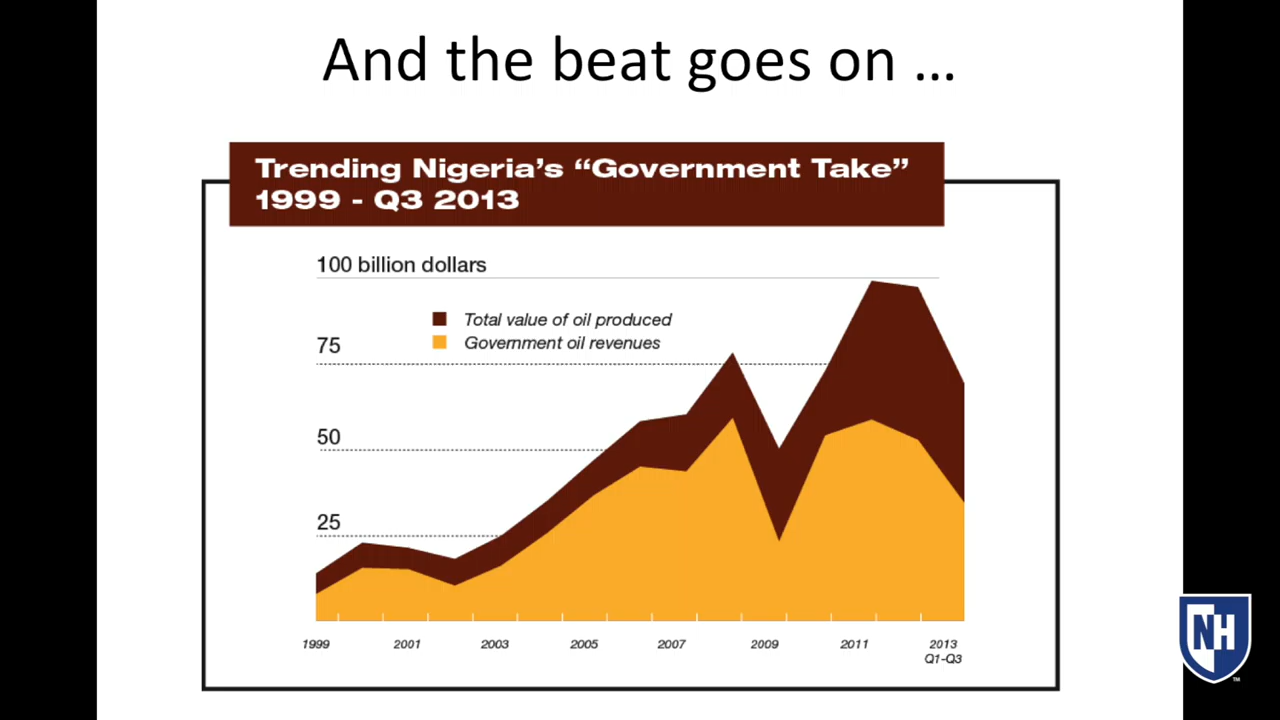 And the beat goes on ...
Trending Nigeria's “Government Take”
1999 - Q3 2013
100 billion dollars
Total value of oil produced
75
Government oil revenues
50
25
1999 2001 2003 2005 2007 2009 2011 2013
Q1-Q3
NH
TM